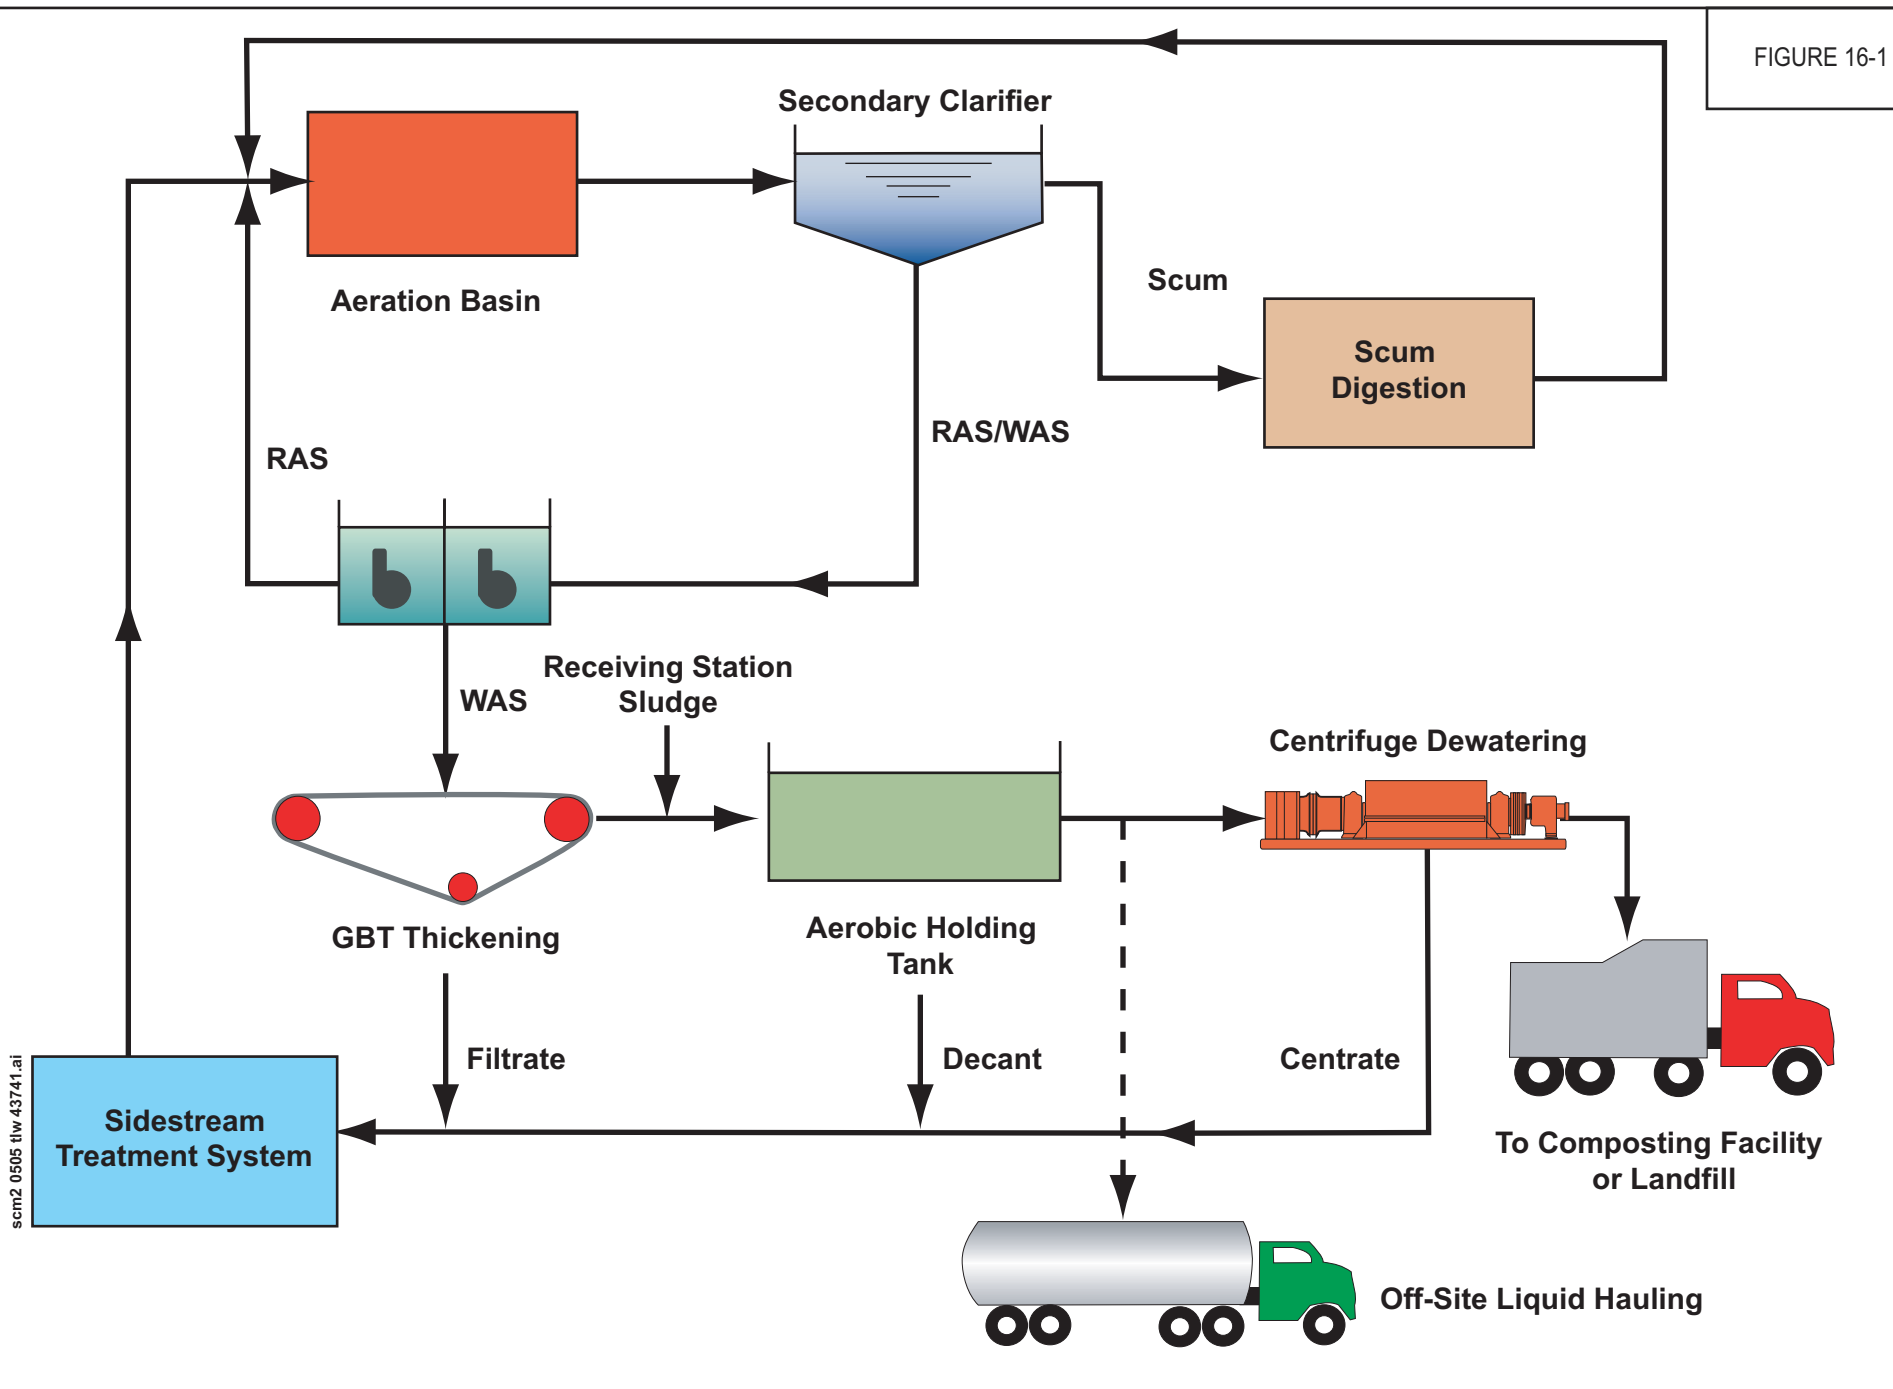 FIGURE 16-1
Secondary Clarifier
Aeration Basin
Scum
Scum
Digestion
RAS/WAS
RAS
Receiving Station
Sludge
WAS
Centrifuge Dewatering
GBT Thickening
Aerobic Holding
Tank
Filtrate
Decant
Centrate
Sidestream
Treatment System
To Composting Facility
or Landfill
Off-Site Liquid Hauling
scm2 0505 tlw 43741.ai